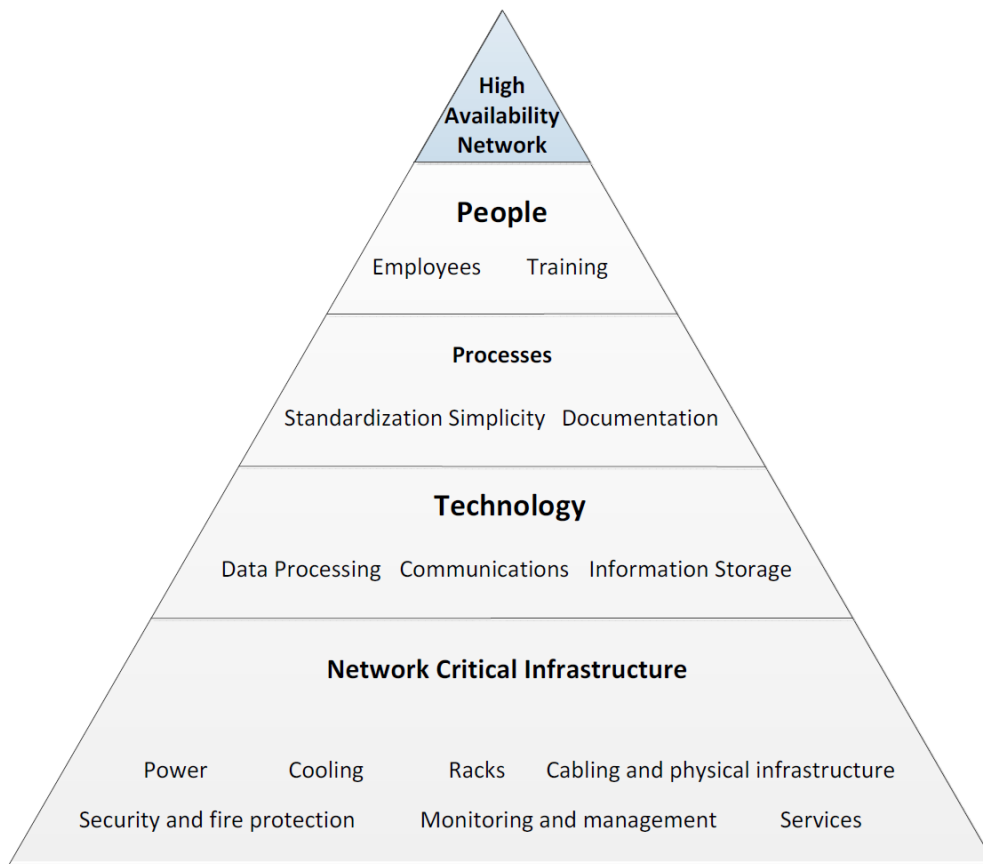 High
Availability
Network
People
Employees Training
Processes
Standardization Simplicity Documentation
Technology
Data Processing Communications Information Storage
Network Critical Infrastructure
Power Cooling Racks Cabling and physical infrastructure
Security and fire protection Monitoring and management Services